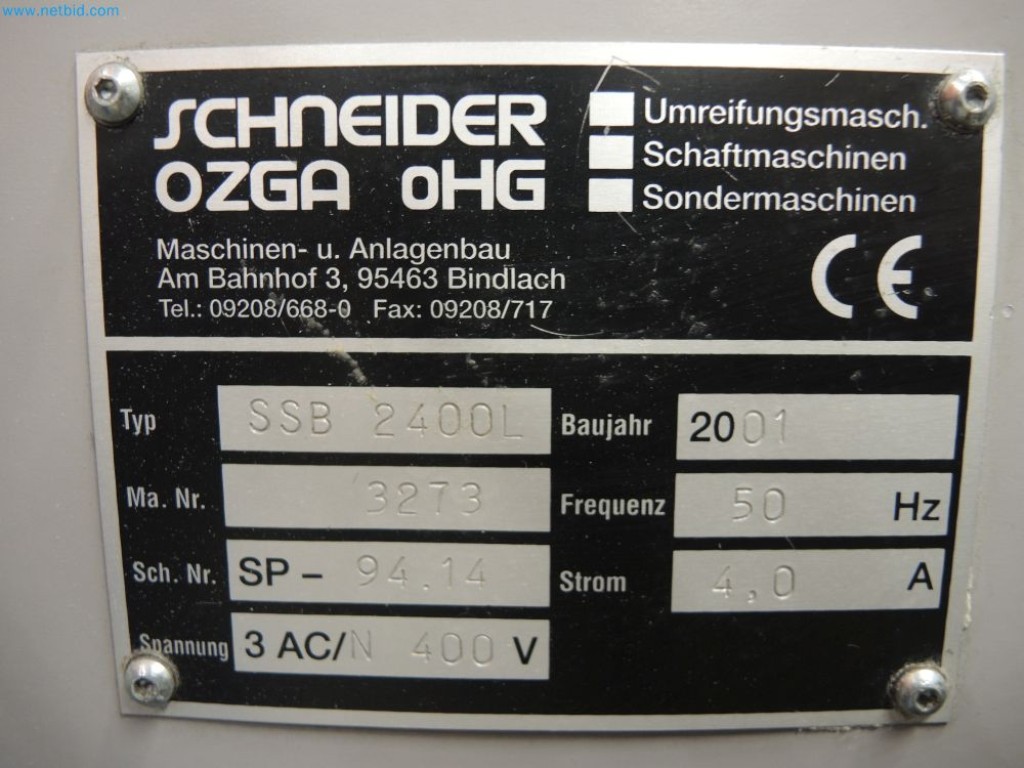 www.netbid.com
SCHNEIDER
OZGA oHG
Umreifungsmasch.
Schaftmaschinen
Sondermaschinen
Maschinen- u. Anlagenbau
Am Bahnhof 3, 95463 Bindlach
Tel.: 09208/668-0 Fax: 09208/717
CE
Typ SSB 2400L Baujahr 2001
Ma. Nr. 3273 Frequenz 50 Hz
Sch. Nr. SP- 94.14 Strom 4,0 A
Spannung 3 AC/N 400 V